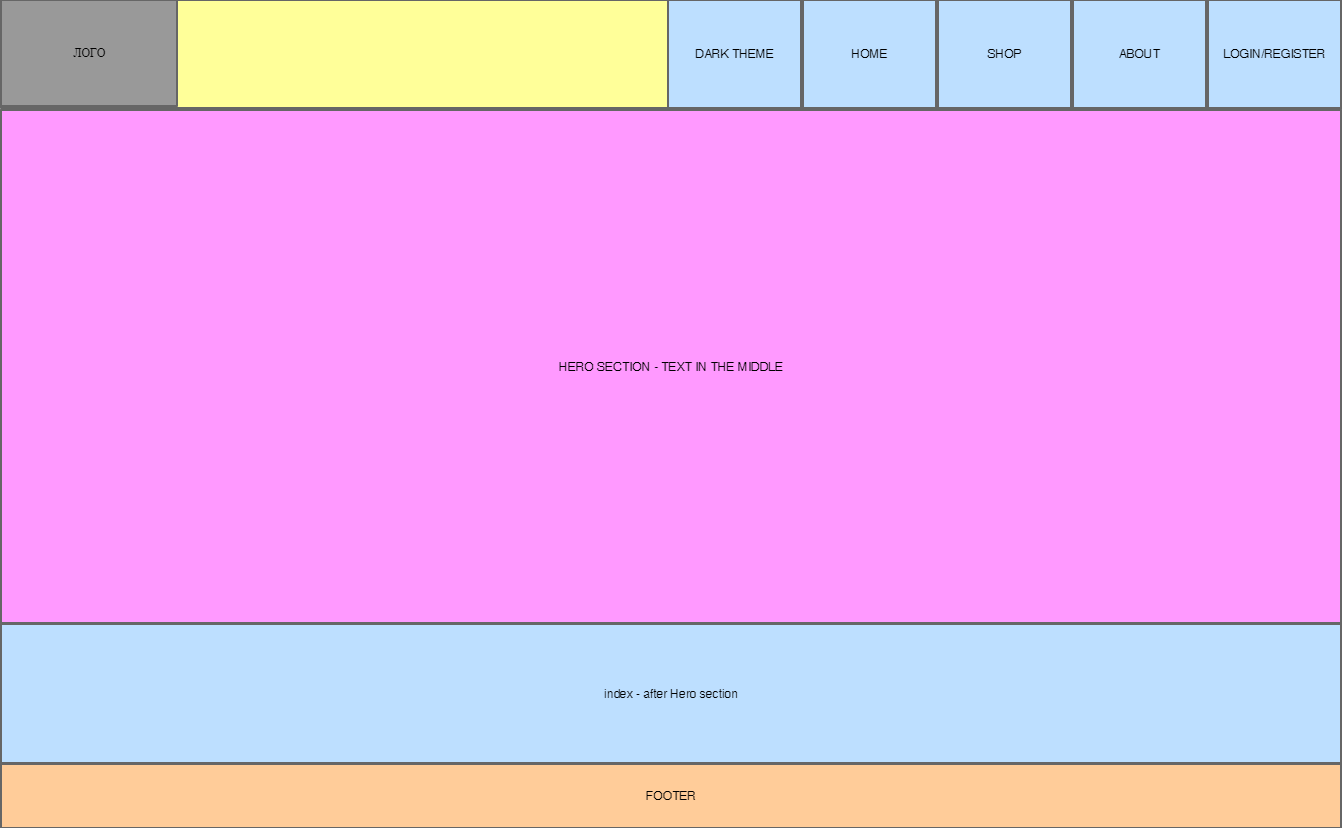 ЛОГО
DARK THEME
HOME
SHOP
ABOUT
LOGIN/REGISTER
HERO SECTION - TEXT IN THE MIDDLE
index - after Hero section
FOOTER